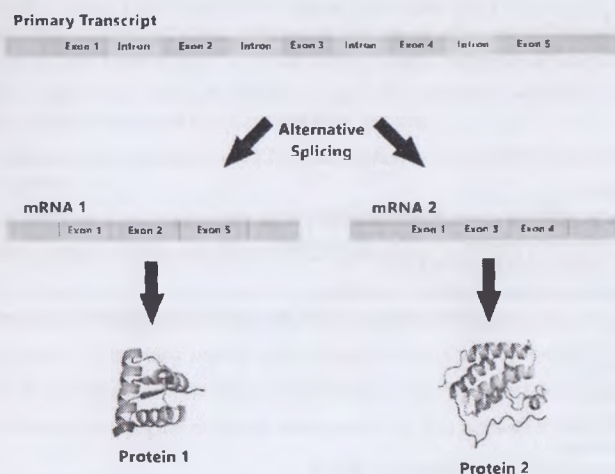 Primary Transcript
Exon 1 Intron Exon 2 Intron Exon 3 Intron Exon 4 Intron Exon 5
Alternative
Splicing
mRNA 1
mRNA 2
Exon 1 Exon 2 Exon 5
Exon 1 Exon 3 Exon 4
Protein 1
Protein 2